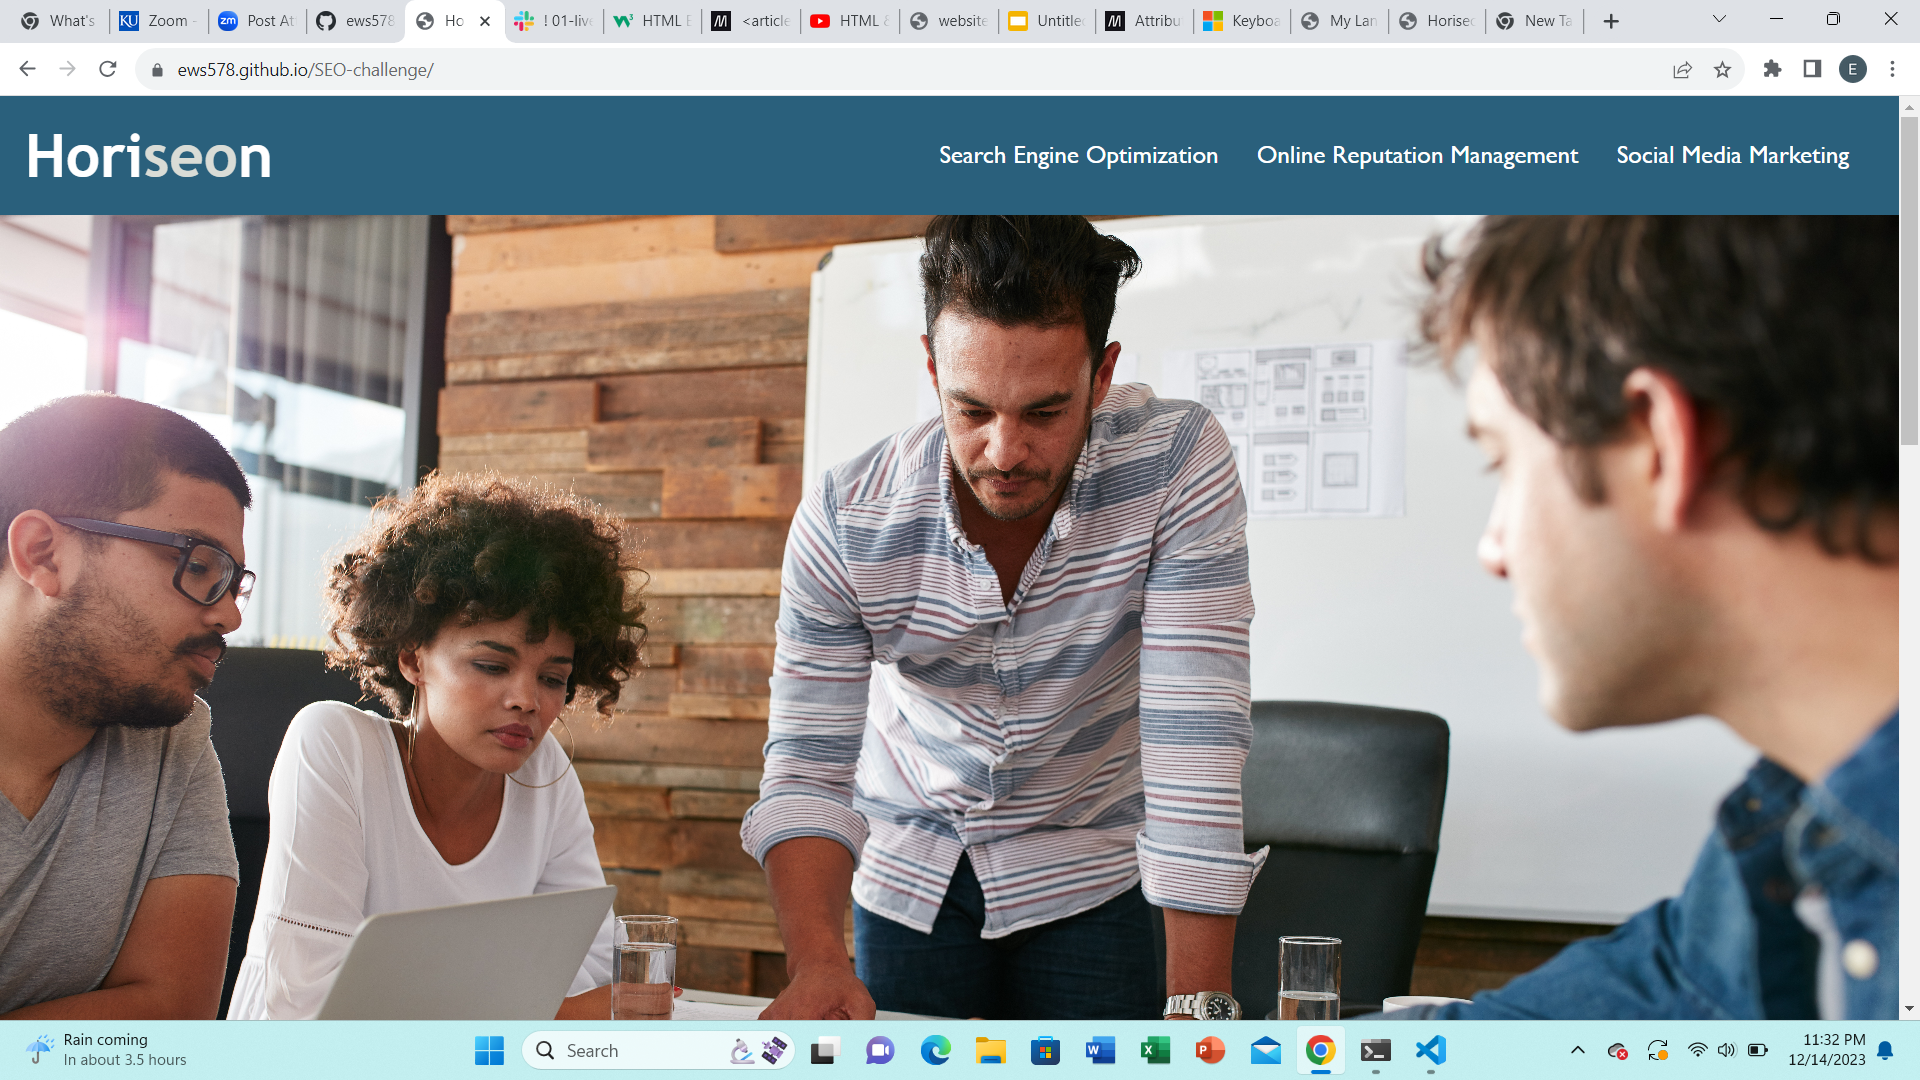 What's
Zoom -
Post At
ews578
Ho
! 01-live
HTML E
<article
HTML &
website
Untitled
Attribut
Keyboa
My Lan
Horiseo
New Ta
ews578.github.io/SEO-challenge/
E
Horiseon
Search Engine Optimization
Online Reputation Management
Social Media Marketing
Rain coming
In about 3.5 hours
Search
11:32 PM
12/14/2023